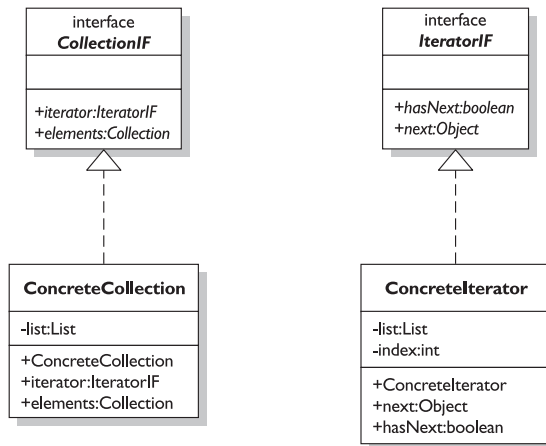 interface
CollectionIF
+iterator:IteratorIF
+elements:Collection
ConcreteCollection
-list:List
+ConcreteCollection
+iterator:IteratorIF
+elements:Collection
interface
IteratorIF
+hasNext:boolean
+next:Object
ConcreteIterator
-list:List
-index:int
+ConcreteIterator
+next:Object
+hasNext:boolean